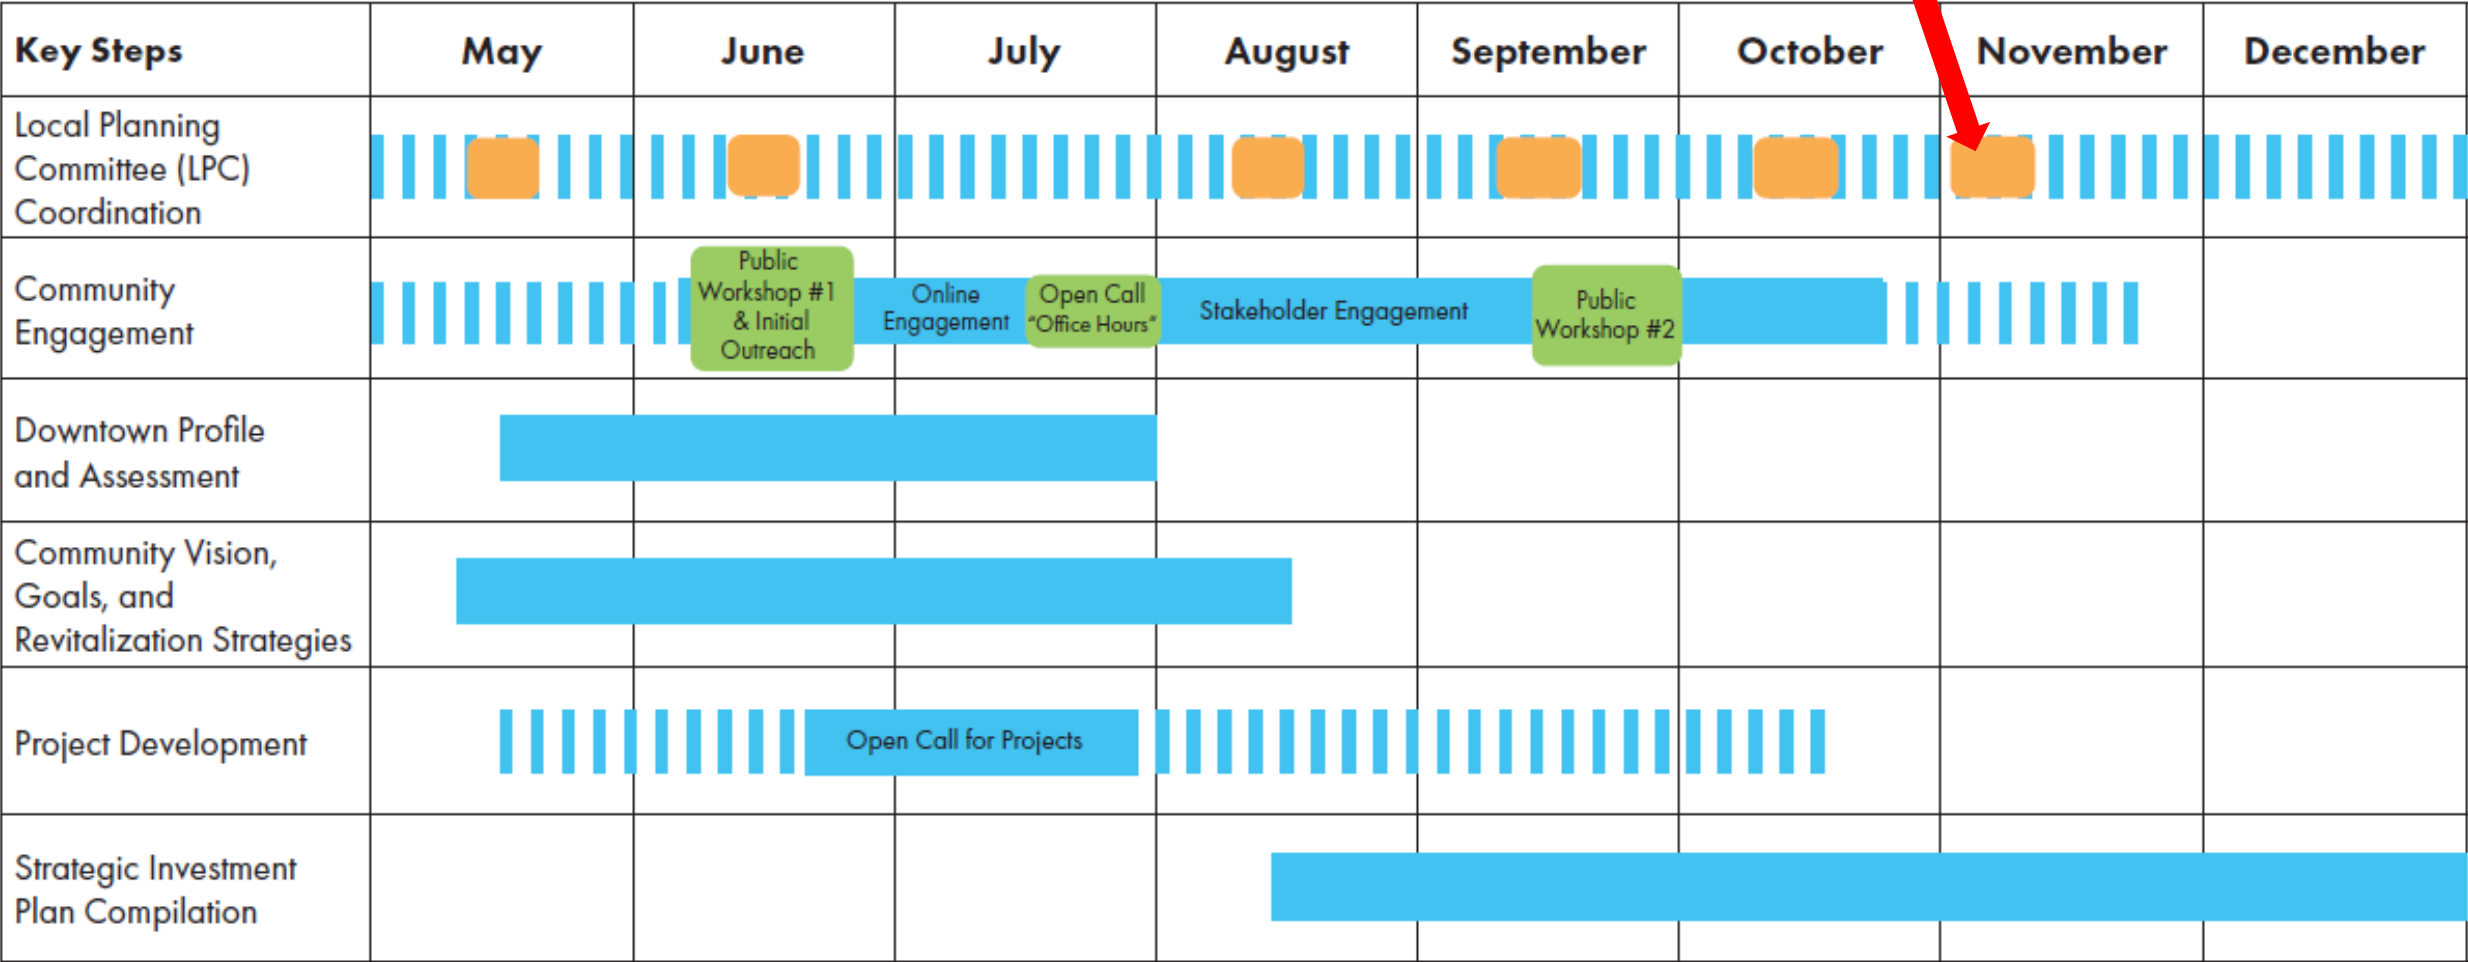 Key Steps
May
June
July
August
September
October
November
December
Local Planning
Committee (LPC)
Coordination
Community
Engagement
Public
Workshop #1
& Initial
Outreach
Online
Engagement
Open Call
“Office Hours”
Stakeholder Engagement
Public
Workshop #2
Downtown Profile
and Assessment
Community Vision,
Goals, and
Revitalization Strategies
Project Development
Open Call for Projects
Strategic Investment
Plan Compilation